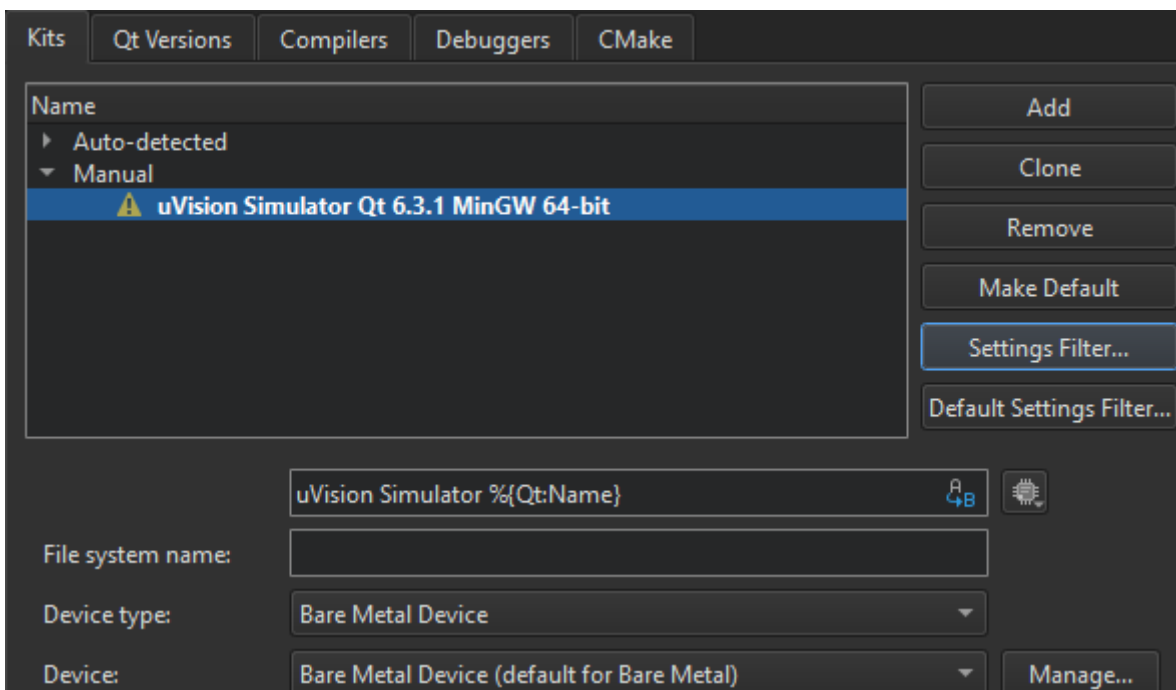 Kits Qt Versions Compilers Debuggers CMake
Name
Auto-detected
Manual
uVision Simulator Qt 6.3.1 MinGW 64-bit
Add
Clone
Remove
Make Default
Settings Filter...
Default Settings Filter...
uVision Simulator %{Qt:Name}
File system name:
Device type: Bare Metal Device
Device: Bare Metal Device (default for Bare Metal) Manage...